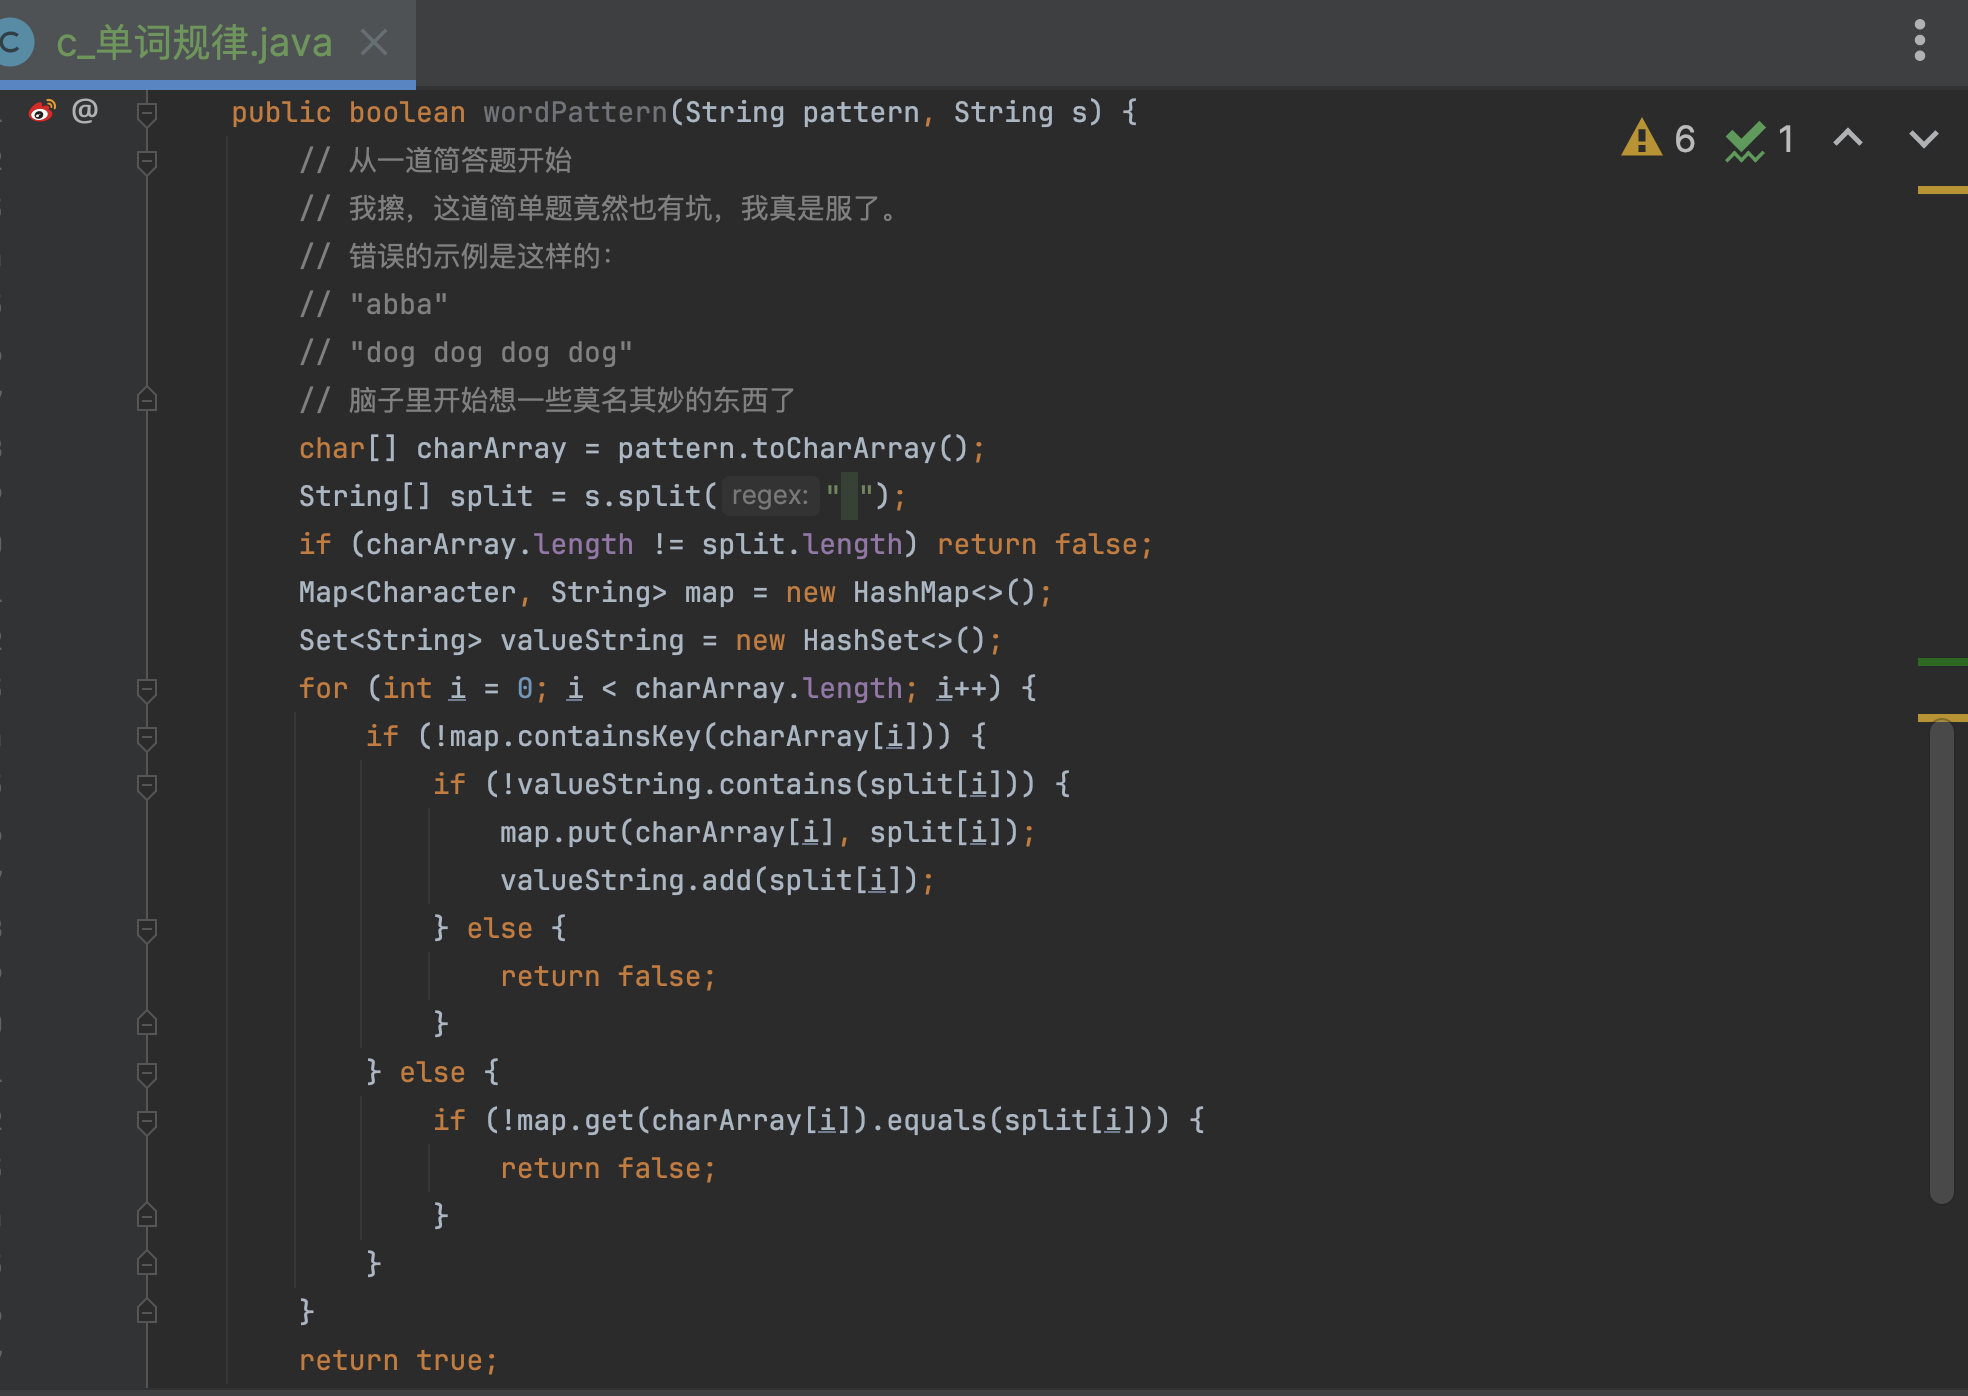 c_单词规律.java
6 1
@ public boolean wordPattern(String pattern, String s) {
// 从一道简答题开始
// 我擦，这道简单题竟然也有坑，我真是服了。
// 错误的示例是这样的：
// "abba"
// "dog dog dog dog"
// 脑子里开始想一些莫名其妙的东西了
char[] charArray = pattern.toCharArray();
String[] split = s.split( regex: " ");
if (charArray.length != split.length) return false;
Map<Character, String> map = new HashMap<>();
Set<String> valueString = new HashSet<>();
for (int i = 0; i < charArray.length; i++) {
if (!map.containsKey(charArray[i])) {
if (!valueString.contains(split[i])) {
map.put(charArray[i], split[i]);
valueString.add(split[i]);
} else {
return false;
}
} else {
if (!map.get(charArray[i]).equals(split[i])) {
return false;
}
}
}
return true;